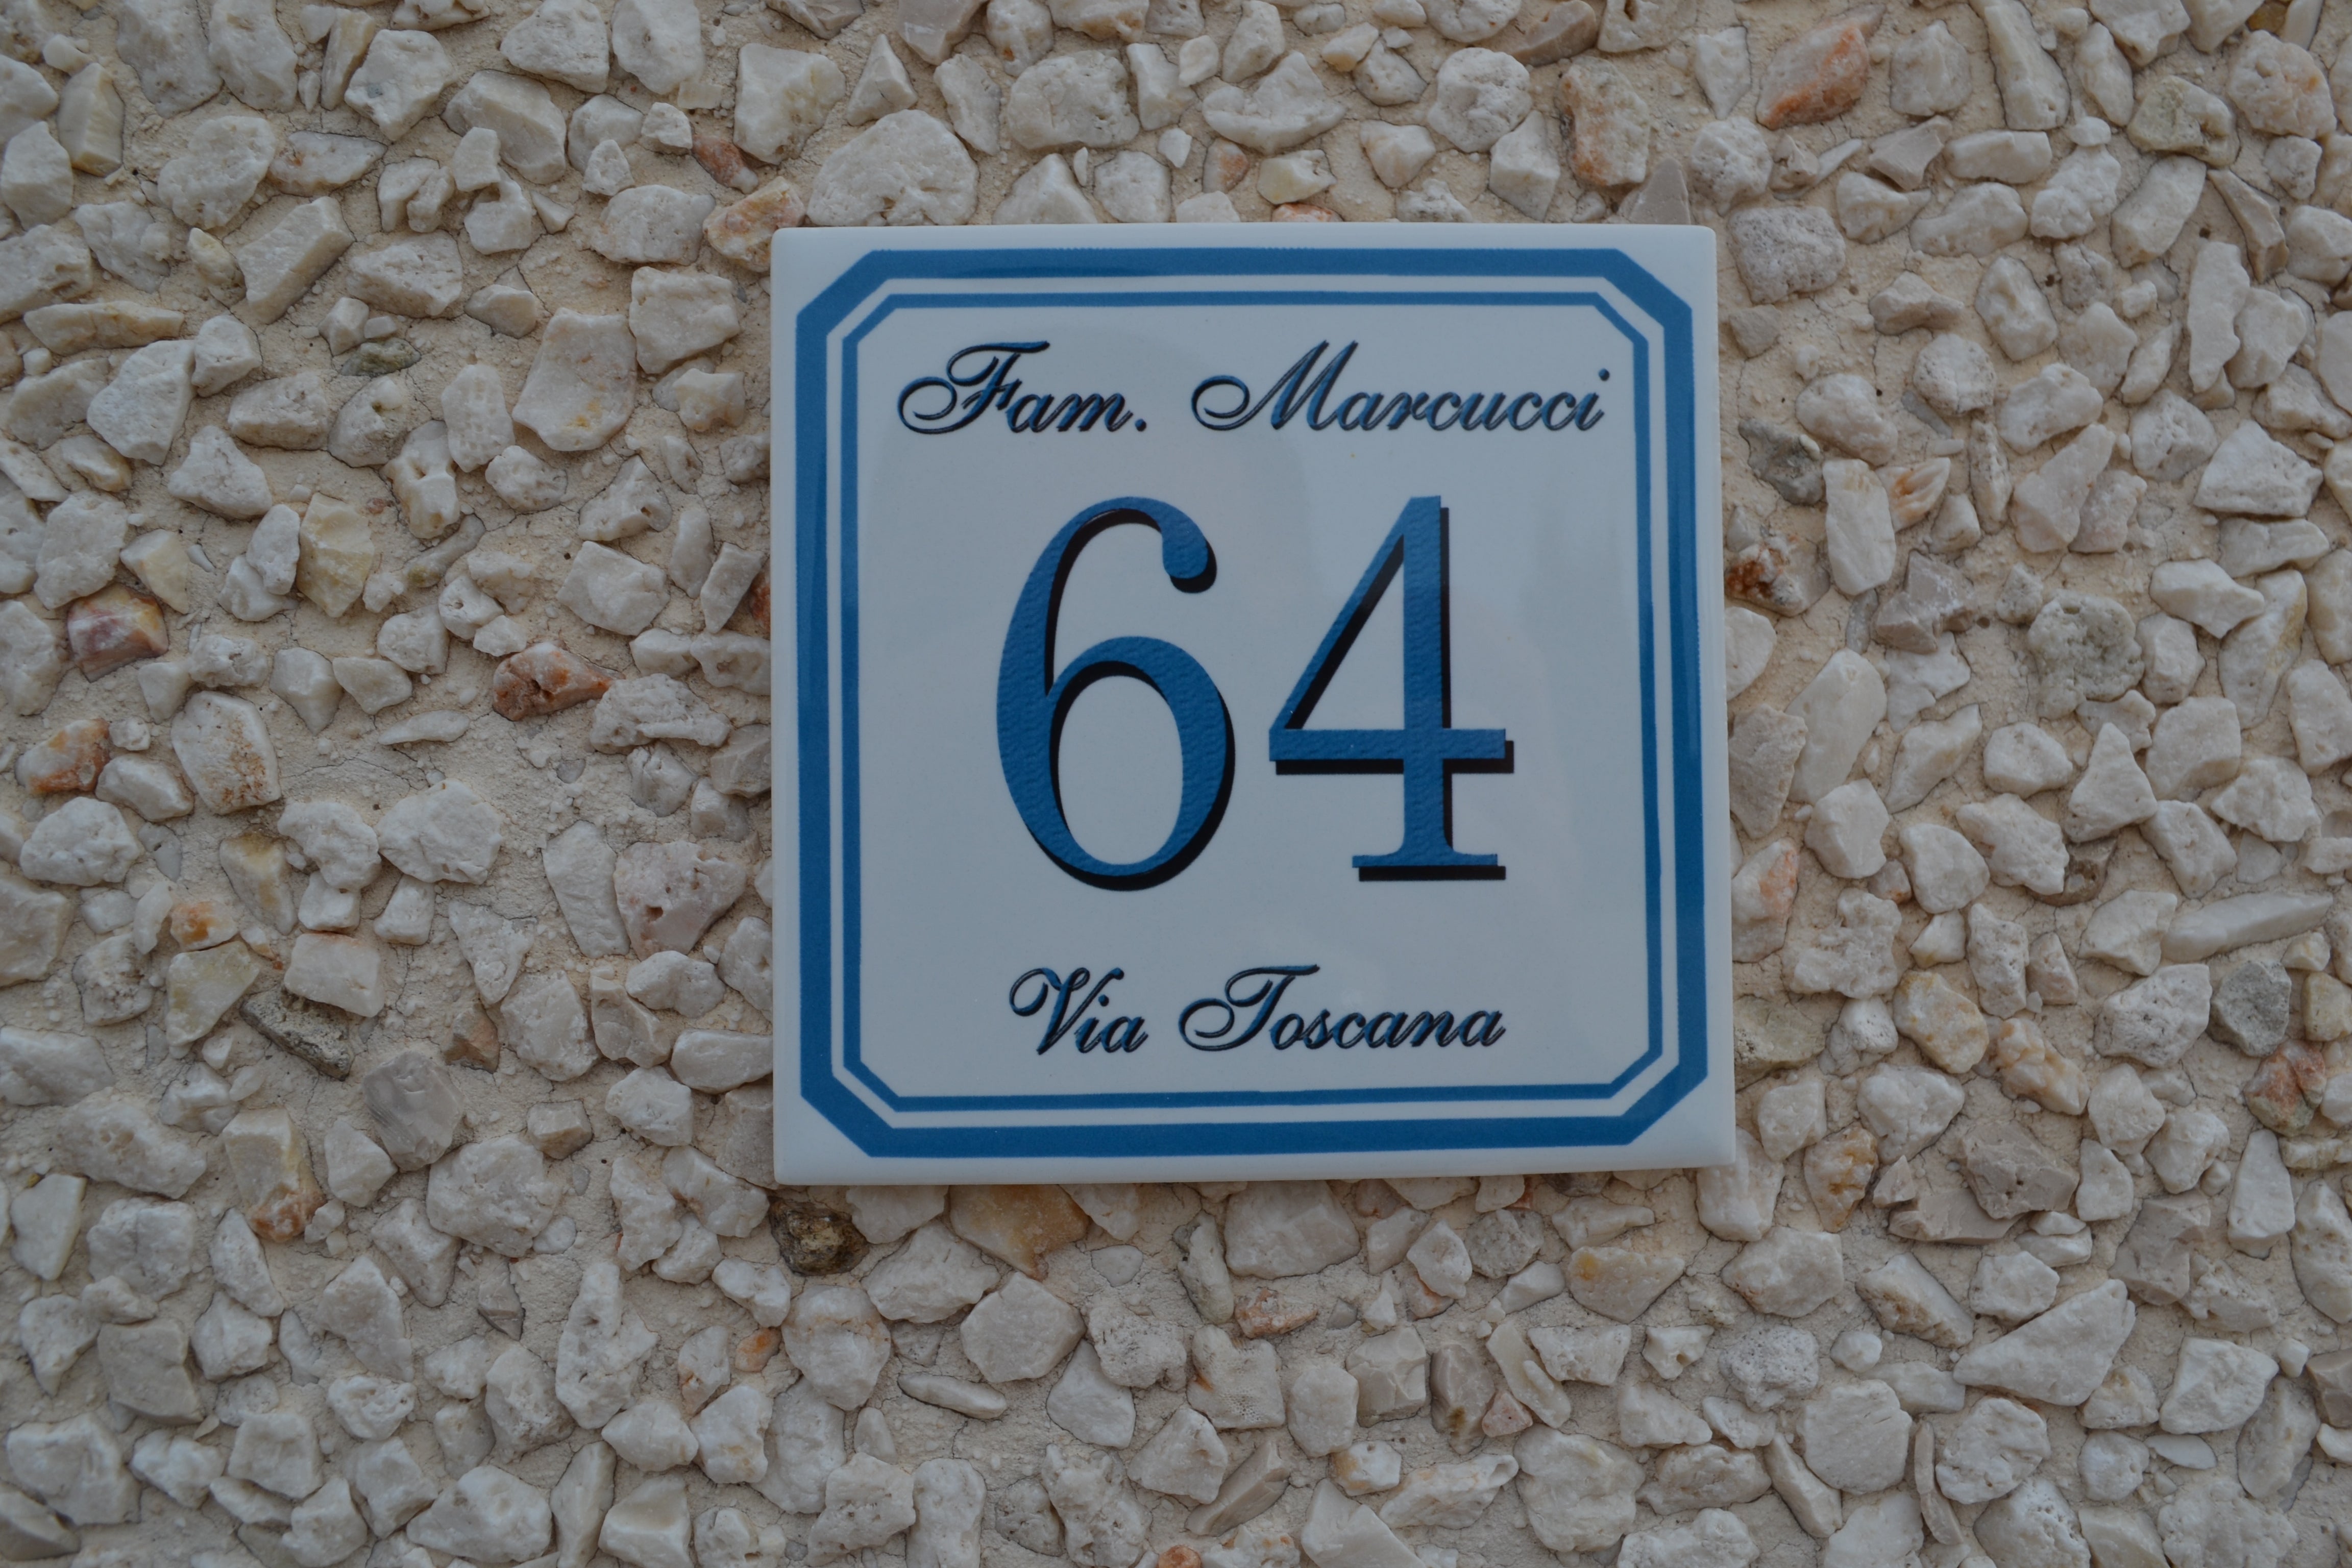 Fam. Marcucci
64
Via Toscana